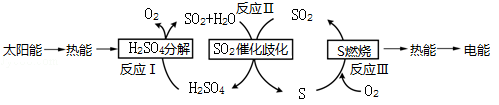 O₂ SO₂+H₂O 反应Ⅱ SO₂
太阳能 热能 H₂SO₄分解 SO₂催化歧化 S燃烧 热能 电能
反应Ⅰ H₂SO₄ S 反应Ⅲ O₂